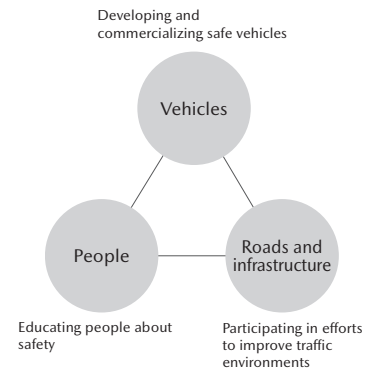 Developing and
commercializing safe vehicles
Vehicles
People
Roads and
infrastructure
Educating people about
safety
Participating in efforts
to improve traffic
environments